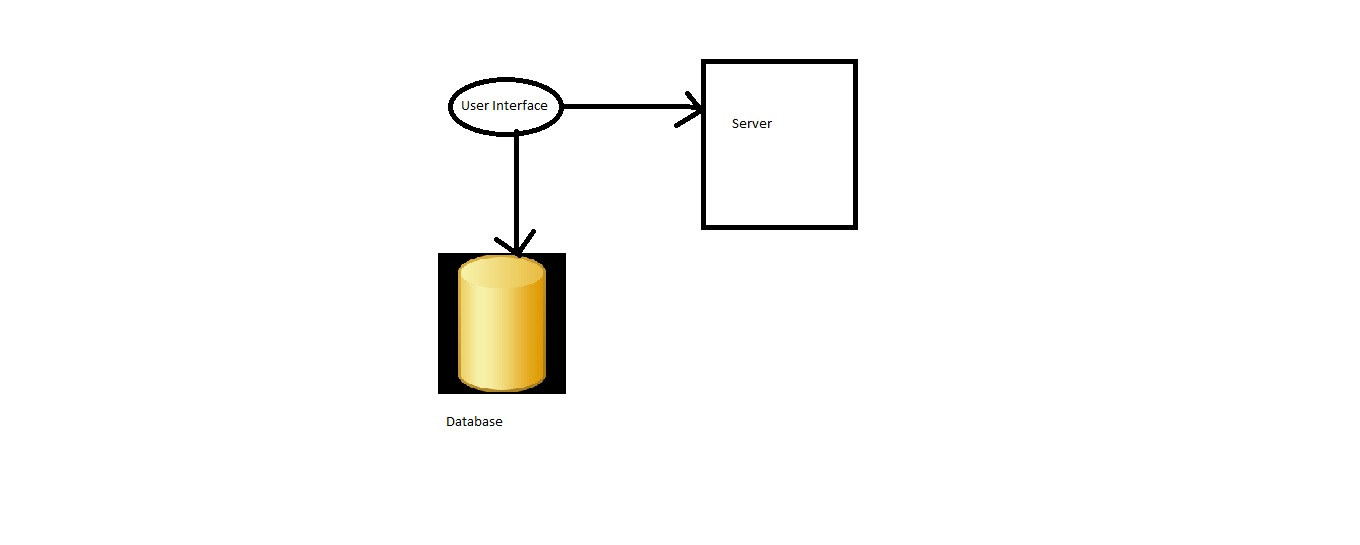 User Interface
Server
Database